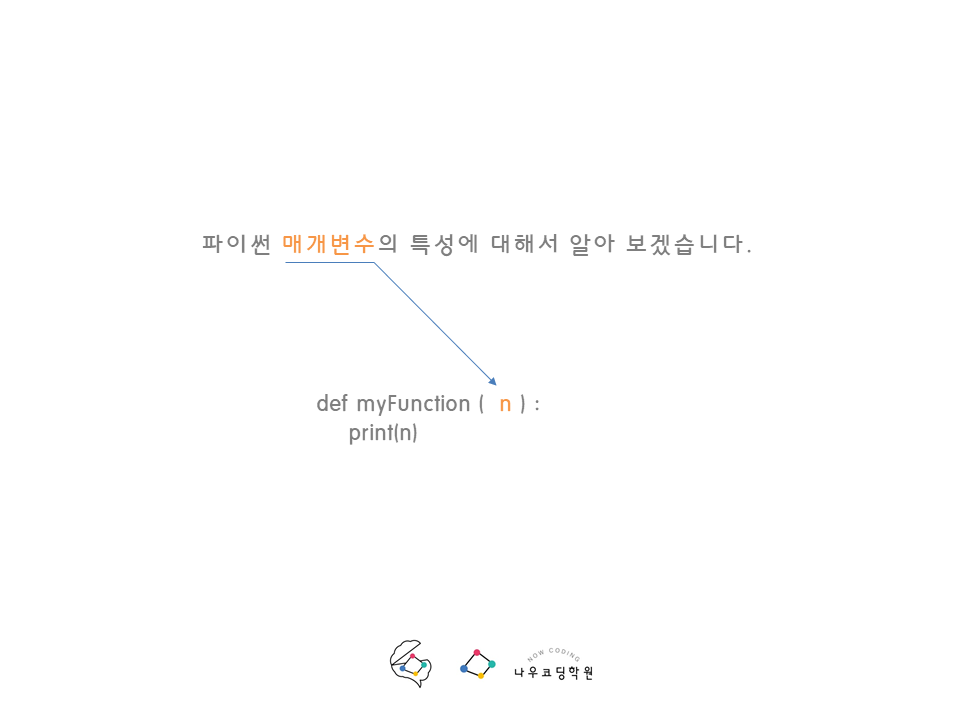 파이썬 매개변수의 특성에 대해서 알아 보겠습니다.
def myFunction ( n ) :
print(n)
NOW CODING
나우코딩학원